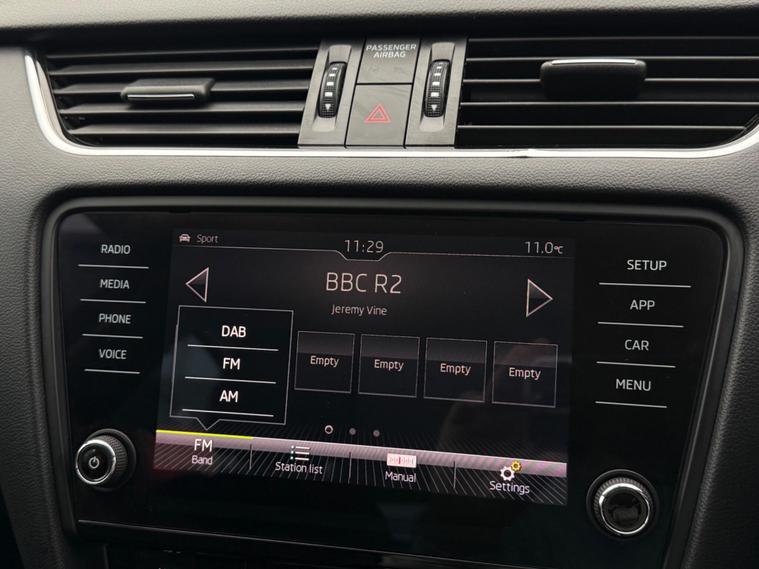 PASSENGER
AIRBAG
Sport
11:29
11.0°C
BBC R2
Jeremy Vine
RADIO
MEDIA
PHONE
VOICE
SETUP
APP
CAR
MENU
DAB
FM
AM
Empty
Empty
Empty
Empty
FM
Band
Station list
Manual
Settings